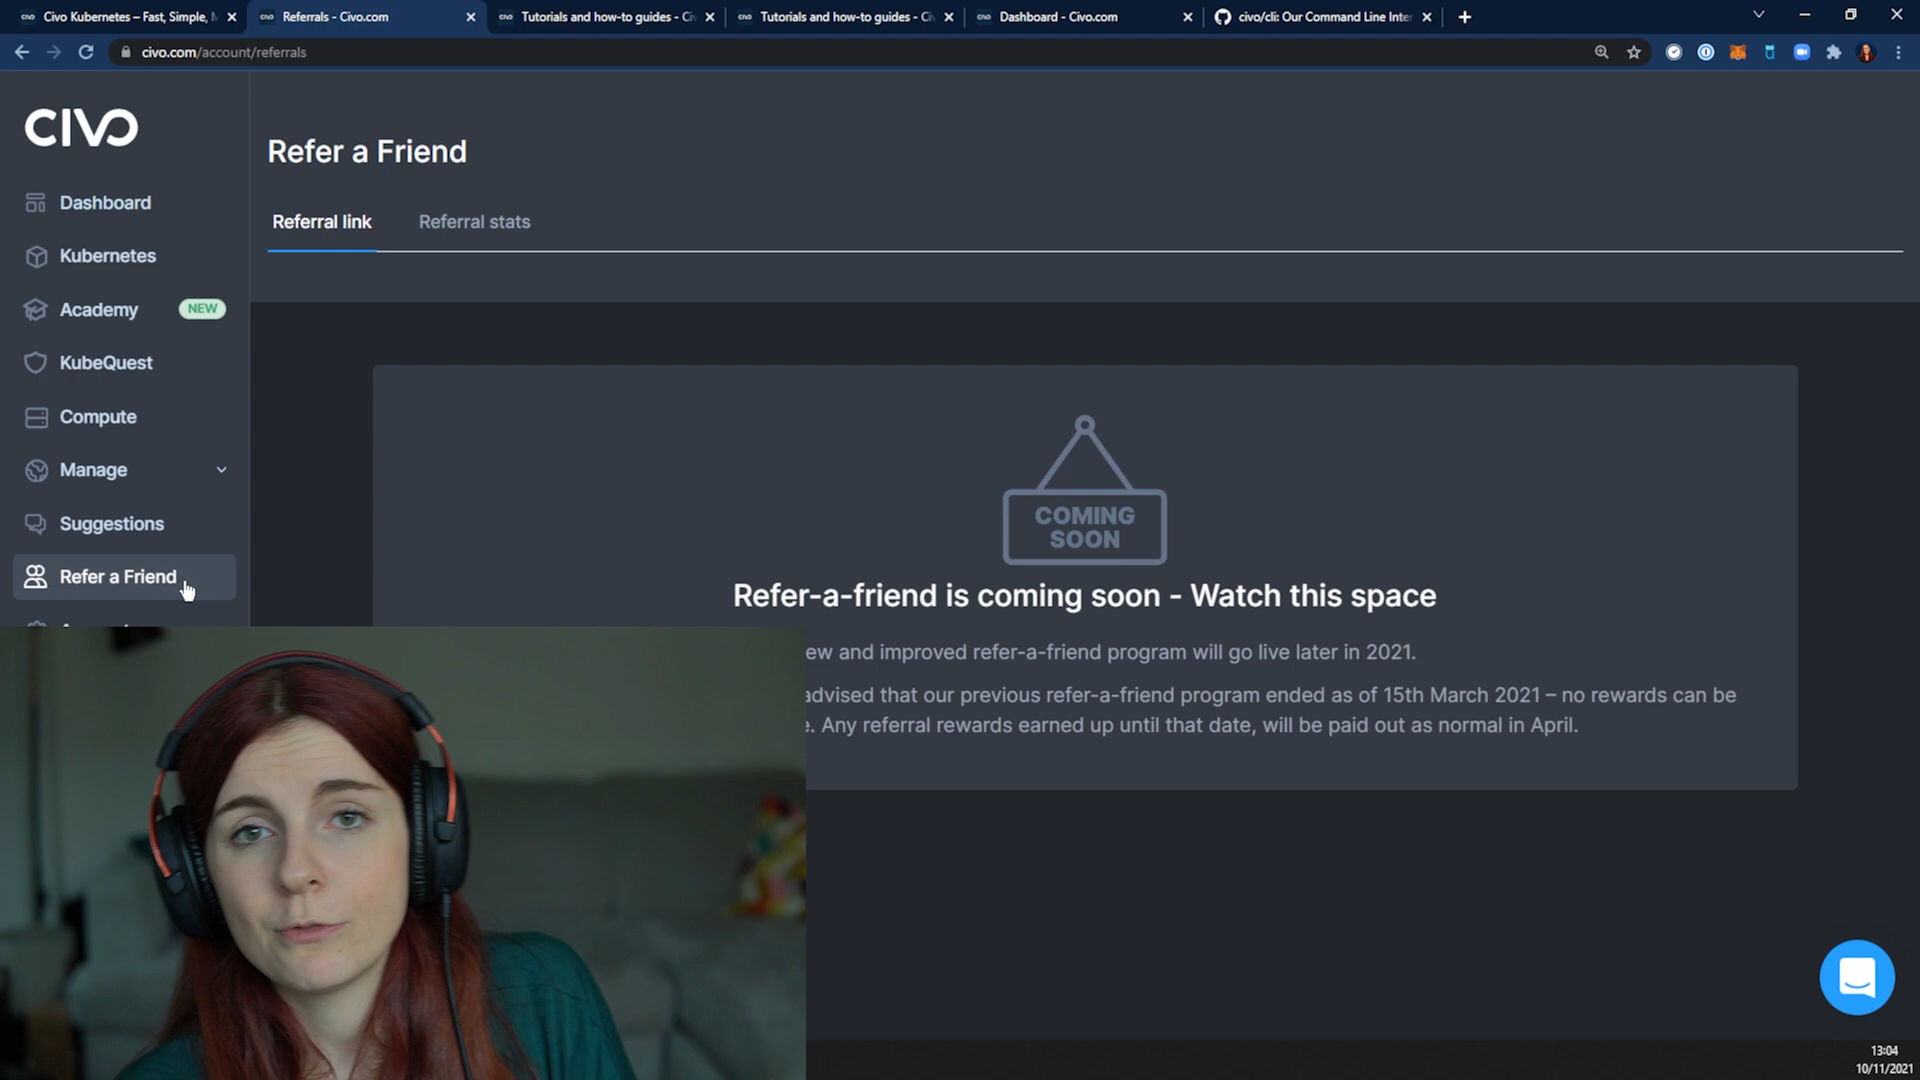 Civo Kubernetes – Fast, Simple,
Referrals - Civo.com
Tutorials and how-to guides - Ci
Tutorials and how-to guides - Ci
Dashboard - Civo.com
civo/cli: Our Command Line Inter
civo.com/account/referrals
CIVO
Refer a Friend
Referral link
Referral stats
Dashboard
Kubernetes
Academy NEW
KubeQuest
Compute
Manage
Suggestions
Refer a Friend
COMING
SOON
Refer-a-friend is coming soon - Watch this space
ew and improved refer-a-friend program will go live later in 2021.
advised that our previous refer-a-friend program ended as of 15th March 2021 – no rewards can be
e. Any referral rewards earned up until that date, will be paid out as normal in April.
13:04
10/11/2021